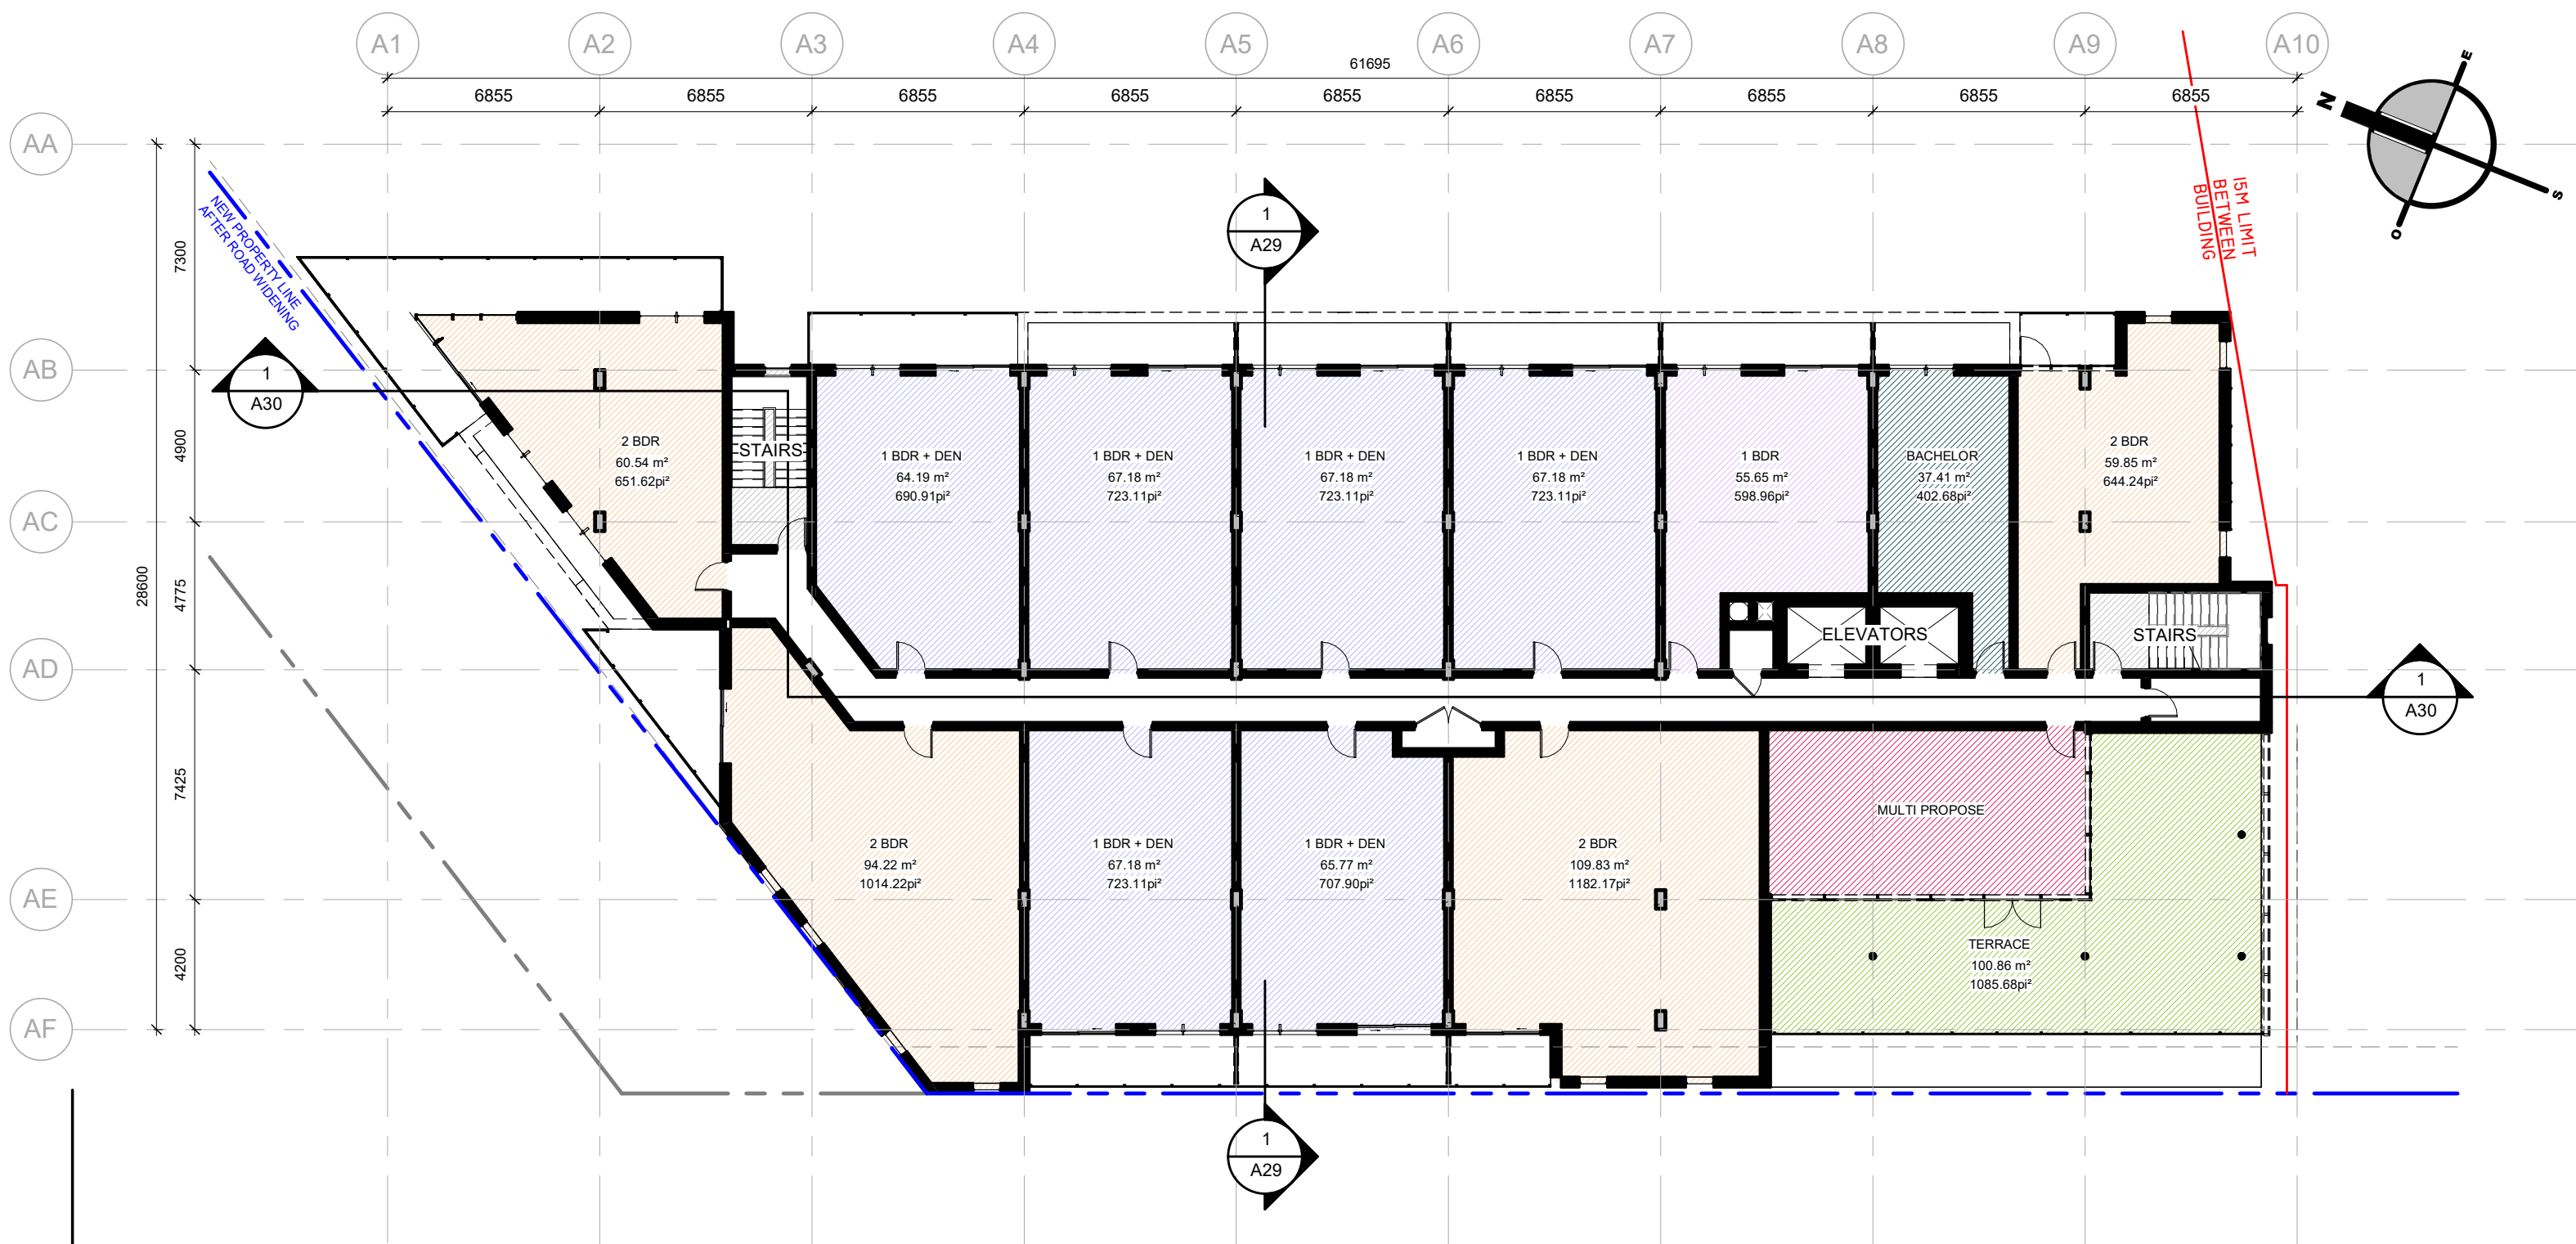 A1 A2 A3 A4 A5 A6 A7 A8 A9 A10
61695
6855 6855 6855 6855 6855 6855 6855 6855 6855
AA
AB
AC
AD
AE
AF
7300
4900
4775
7425
4200
28600
NEW PROPERTY LINE
AFTER ROAD WIDENING
15M LIMIT
BETWEEN
BUILDING
N
E
S
O
1
A29
1
A30
2 BDR
60.54 m²
651.62pi²
STAIRS
1 BDR + DEN
64.19 m²
690.91pi²
1 BDR + DEN
67.18 m²
723.11pi²
1 BDR + DEN
67.18 m²
723.11pi²
1 BDR + DEN
67.18 m²
723.11pi²
1 BDR
55.65 m²
598.96pi²
BACHELOR
37.41 m²
402.68pi²
2 BDR
59.85 m²
644.24pi²
ELEVATORS
STAIRS
1
A30
2 BDR
94.22 m²
1014.22pi²
1 BDR + DEN
67.18 m²
723.11pi²
1 BDR + DEN
65.77 m²
707.90pi²
2 BDR
109.83 m²
1182.17pi²
MULTI PROPOSE
TERRACE
100.86 m²
1085.68pi²
1
A29